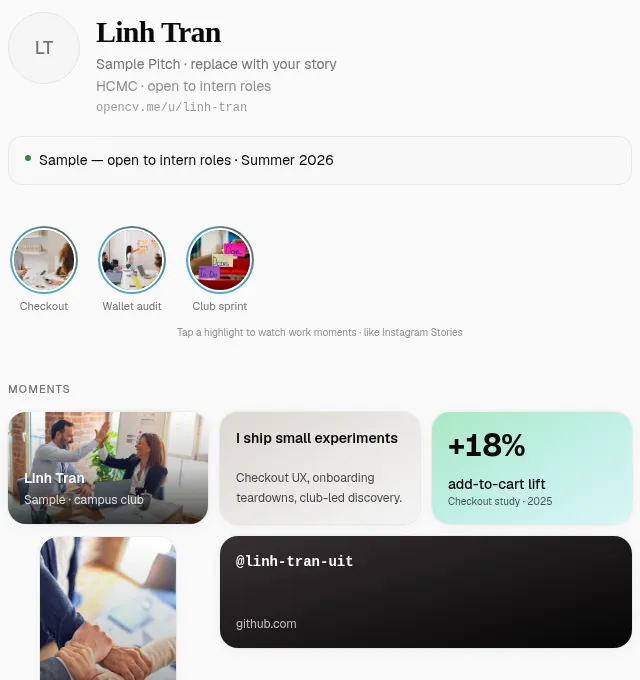 LT
Linh Tran
Sample Pitch · replace with your story
HCMC · open to intern roles
opencv.me/u/linh-tran
Sample — open to intern roles · Summer 2026
Checkout
Wallet audit
Club sprint
Tap a highlight to watch work moments · like Instagram Stories
MOMENTS
Linh Tran
Sample · campus club
I ship small experiments
Checkout UX, onboarding
teardowns, club-led discovery.
+18%
add-to-cart lift
Checkout study · 2025
@linh-tran-uit
github.com